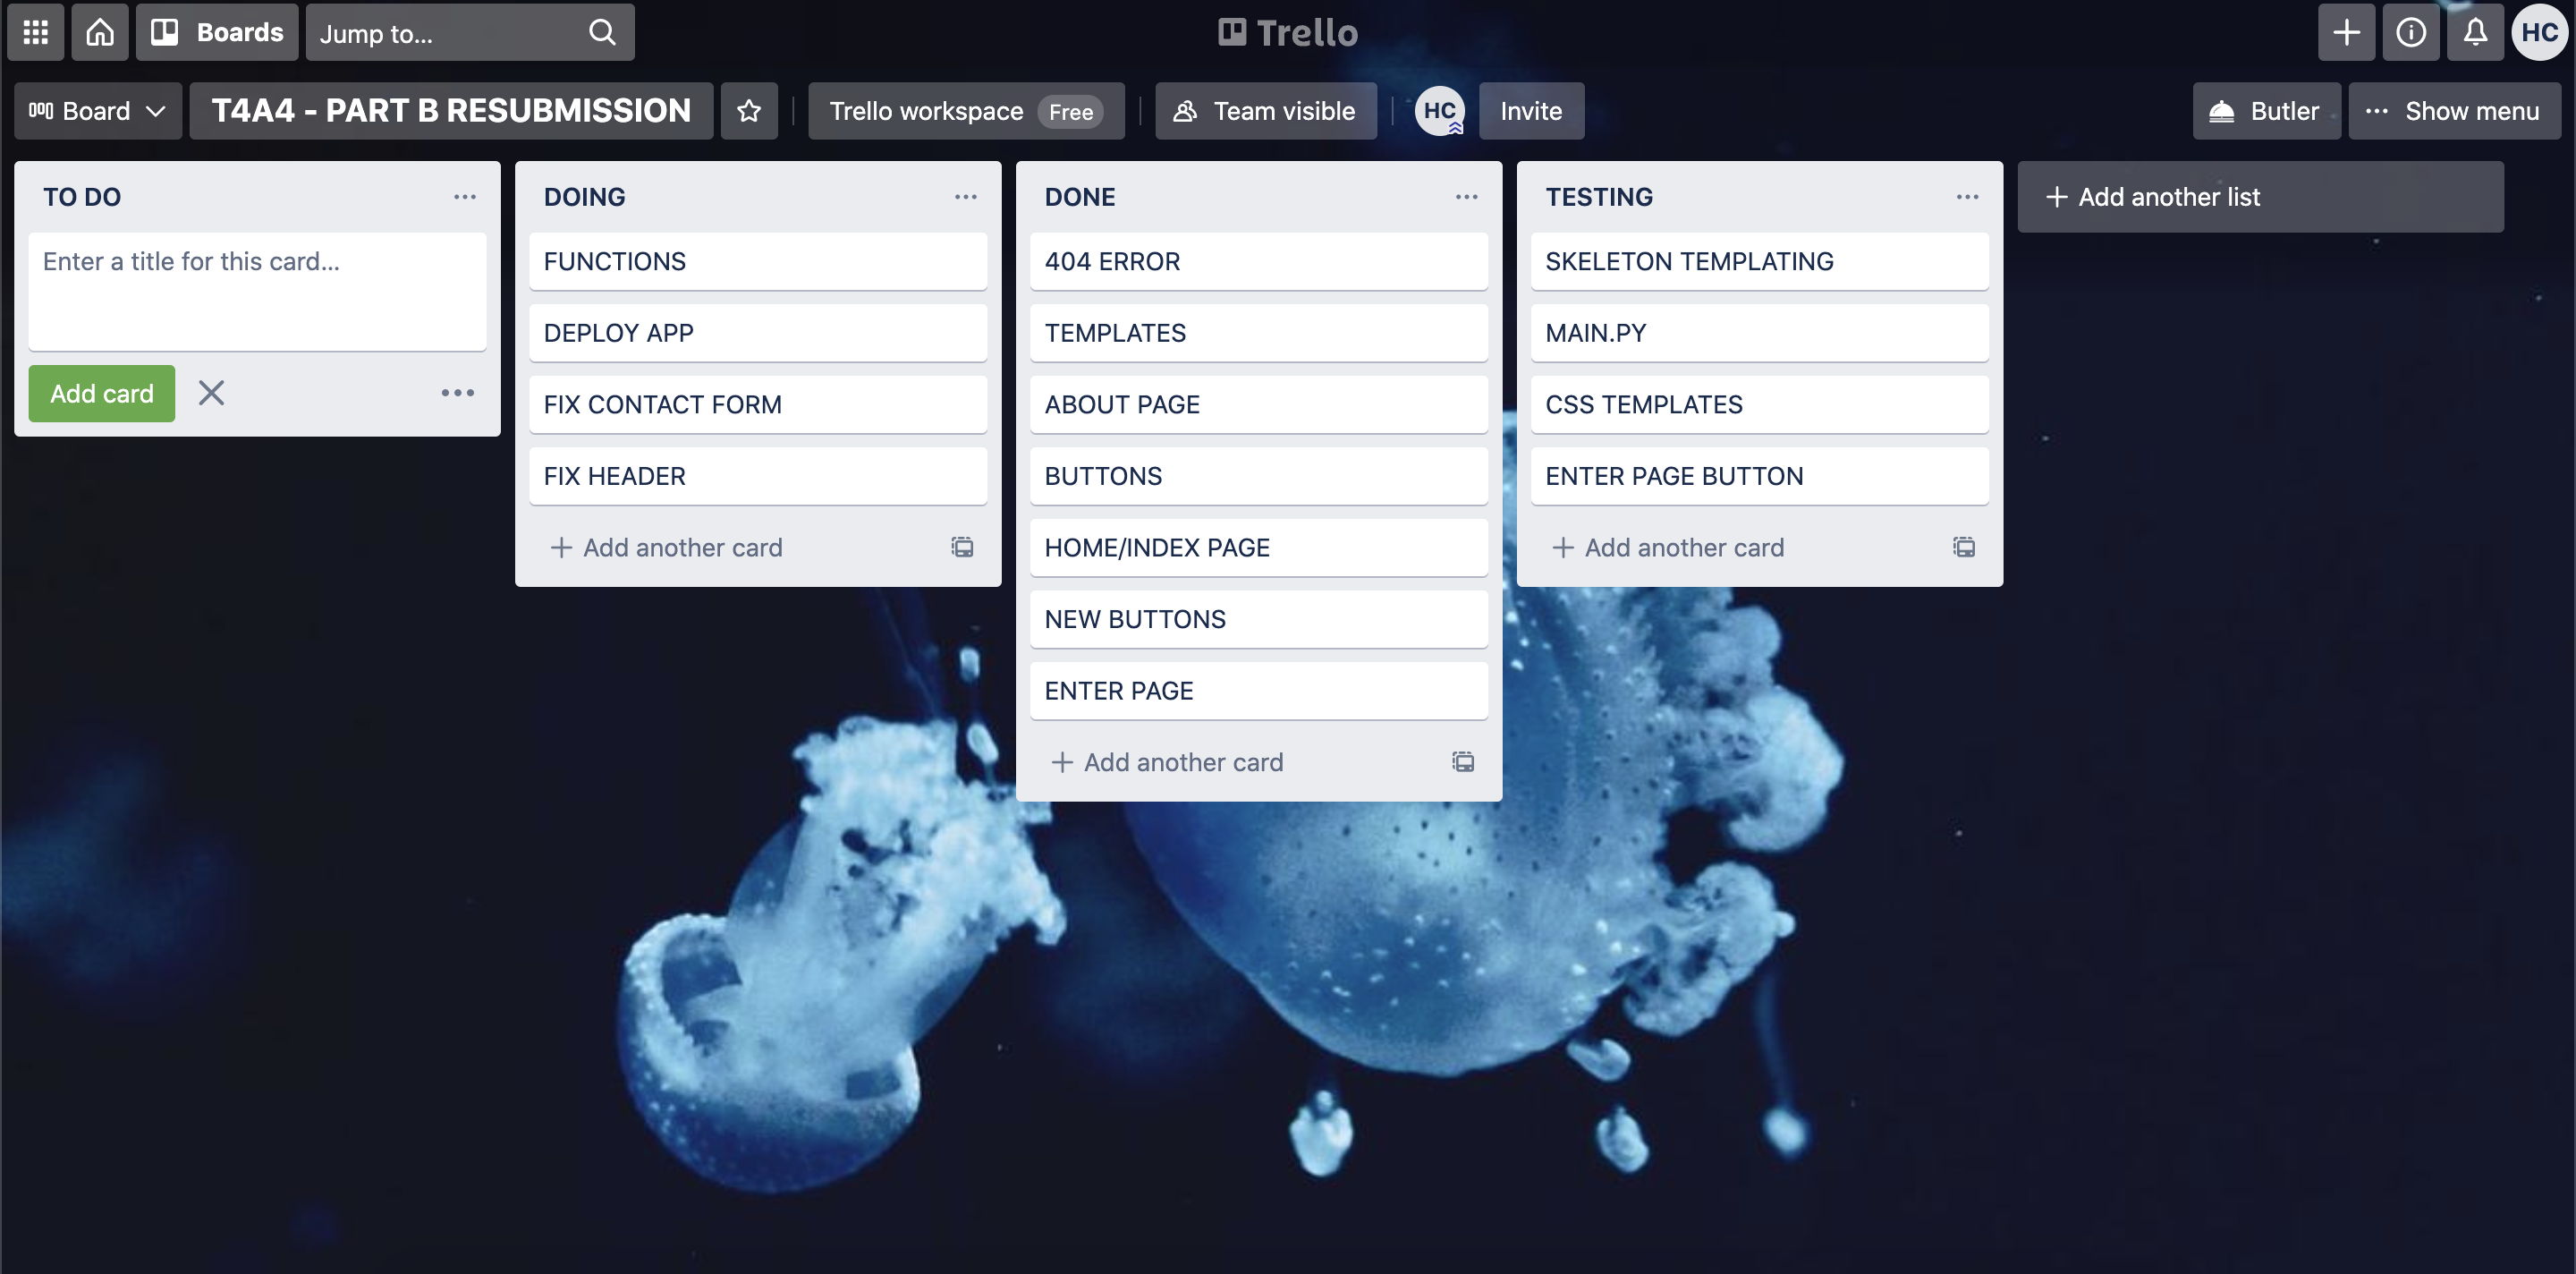 Boards
Jump to...
Trello
HC
Board
T4A4 - PART B RESUBMISSION
Trello workspace Free
Team visible
HC
Invite
Butler
... Show menu
TO DO
Enter a title for this card...
Add card
DOING
FUNCTIONS
DEPLOY APP
FIX CONTACT FORM
FIX HEADER
+ Add another card
DONE
404 ERROR
TEMPLATES
ABOUT PAGE
BUTTONS
HOME/INDEX PAGE
NEW BUTTONS
ENTER PAGE
+ Add another card
TESTING
SKELETON TEMPLATING
MAIN.PY
CSS TEMPLATES
ENTER PAGE BUTTON
+ Add another card
+ Add another list